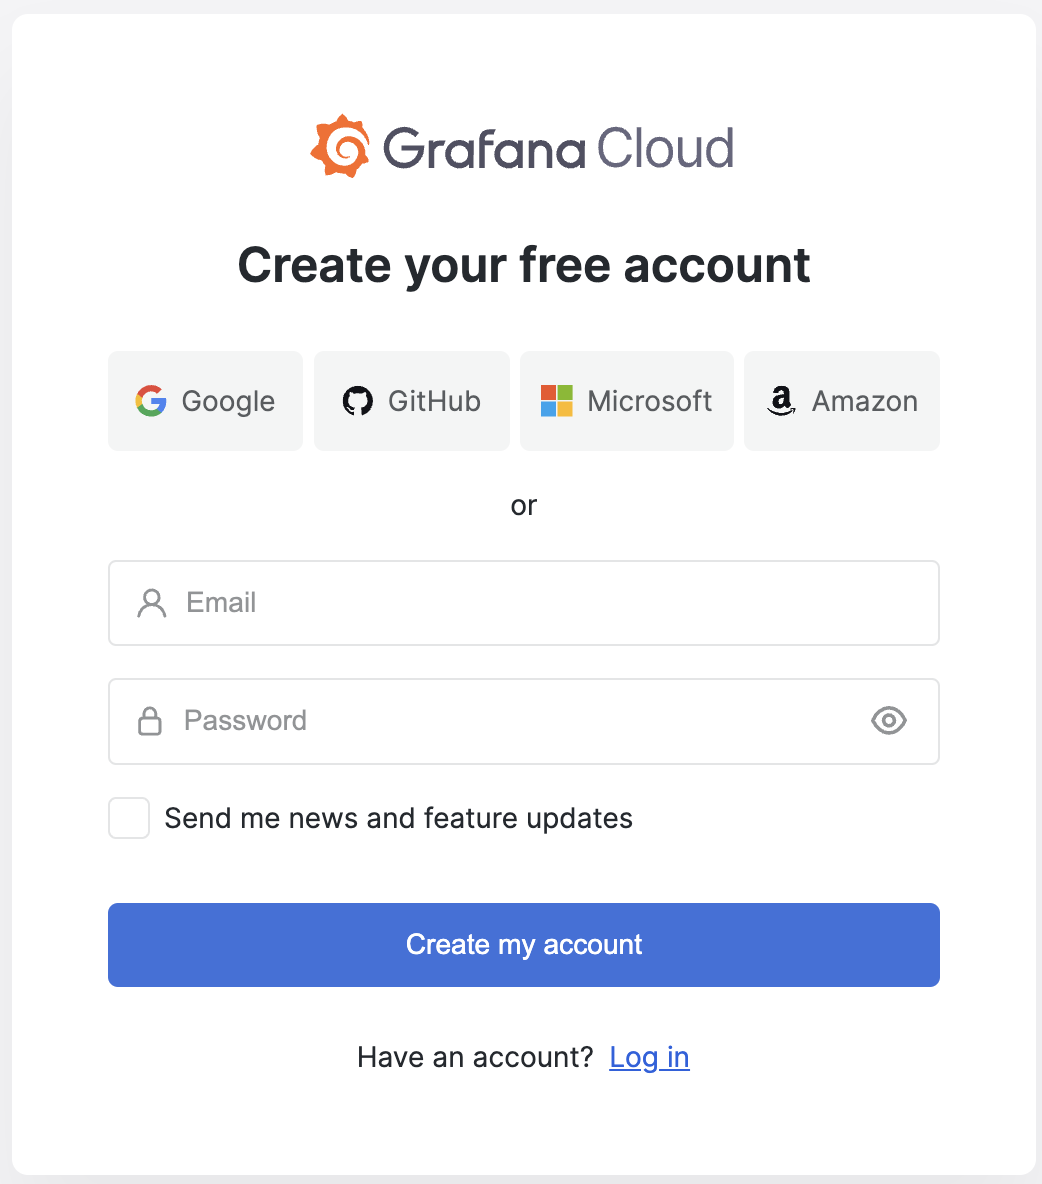 Grafana Cloud
Create your free account
Google GitHub Microsoft Amazon
or
Email
Password
Send me news and feature updates
Create my account
Have an account? Log in